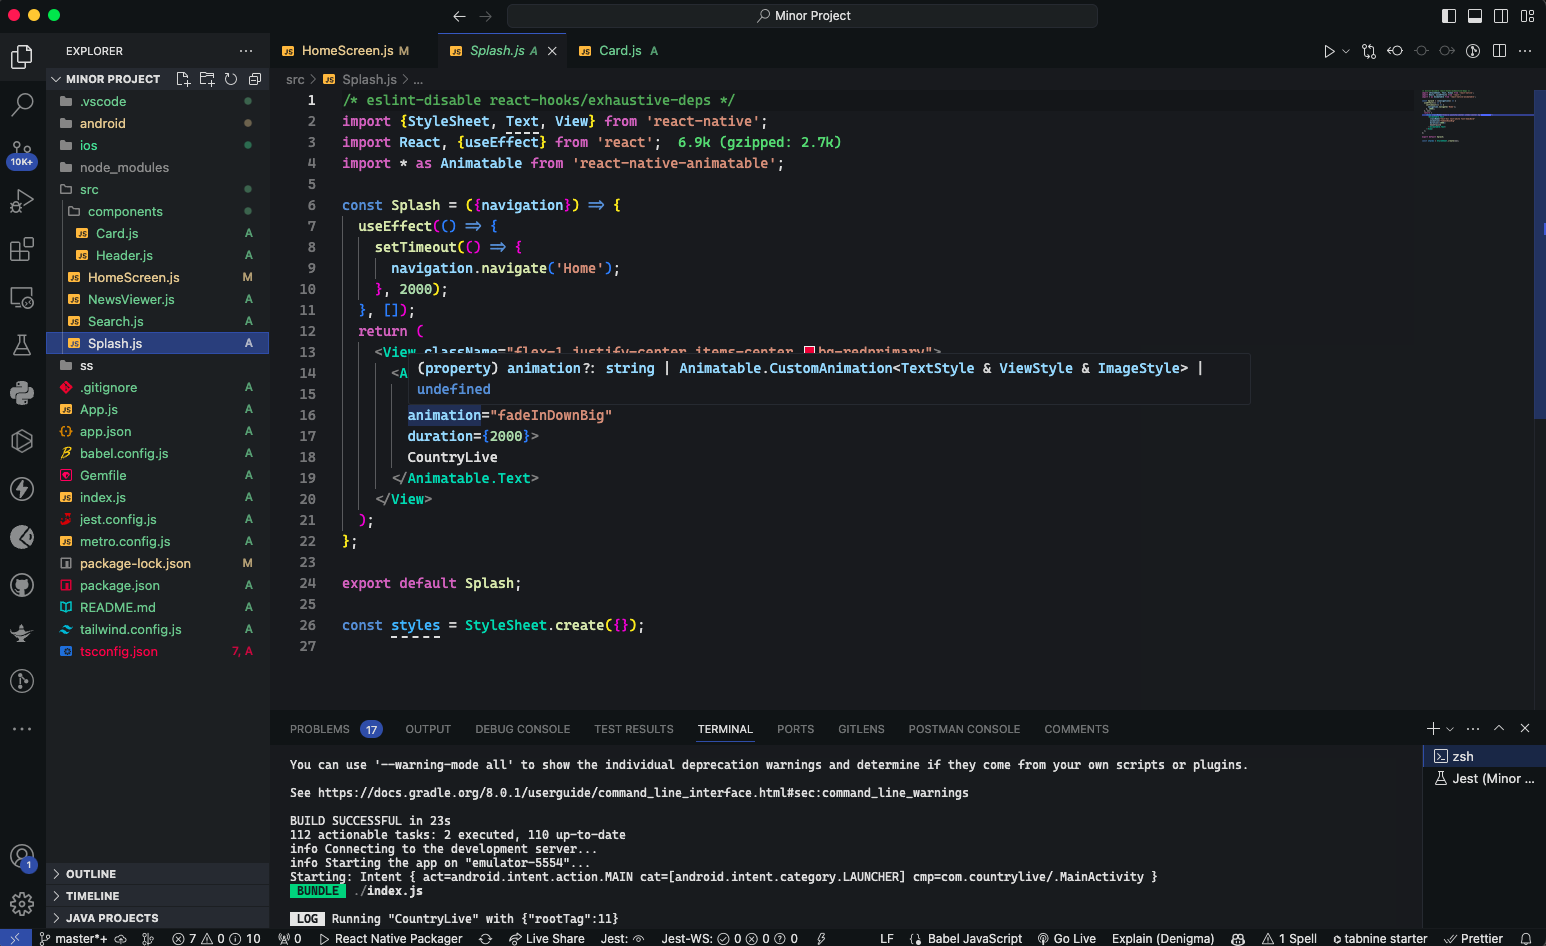 Minor Project
EXPLORER
MINOR PROJECT
.vscode
android
ios
node_modules
src
components
Card.js A
Header.js A
HomeScreen.js M
NewsViewer.js A
Search.js A
Splash.js A
ss
.gitignore A
App.js A
app.json A
babel.config.js A
Gemfile A
index.js A
jest.config.js A
metro.config.js A
package-lock.json M
package.json A
README.md A
tailwind.config.js A
tsconfig.json 7, A
OUTLINE
TIMELINE
JAVA PROJECTS
10K+
1
HomeScreen.js M
Splash.js A
Card.js A
src > Splash.js > ...
1 /* eslint-disable react-hooks/exhaustive-deps */
2 import {StyleSheet, Text, View} from 'react-native';
3 import React, {useEffect} from 'react'; 6.9k (gzipped: 2.7k)
4 import * as Animatable from 'react-native-animatable';
5
6 const Splash = ({navigation}) => {
7 useEffect(() => {
8 setTimeout(() => {
9 navigation.navigate('Home');
10 }, 2000);
11 }, []);
12 return (
13 <View className="flex-1 justify-center items-center bg-redprimary">
14 <A
(property) animation?: string | Animatable.CustomAnimation<TextStyle & ViewStyle & ImageStyle> |
undefined
15
16 animation="fadeInDownBig"
17 duration={2000}>
18 CountryLive
19 </Animatable.Text>
20 </View>
21 );
22 };
23
24 export default Splash;
25
26 const styles = StyleSheet.create({});
27
PROBLEMS 17 OUTPUT DEBUG CONSOLE TEST RESULTS TERMINAL PORTS GITLENS POSTMAN CONSOLE COMMENTS
You can use '--warning-mode all' to show the individual deprecation warnings and determine if they come from your own scripts or plugins.
See https://docs.gradle.org/8.0.1/userguide/command_line_interface.html#sec:command_line_warnings
BUILD SUCCESSFUL in 23s
112 actionable tasks: 2 executed, 110 up-to-date
info Connecting to the development server...
info Starting the app on "emulator-5554"...
Starting: Intent { act=android.intent.action.MAIN cat=[android.intent.category.LAUNCHER] cmp=com.countrylive/.MainActivity }
BUNDLE ./index.js
LOG Running "CountryLive" with {"rootTag":11}
zsh
Jest (Minor ...
master*+ 7 0 10 0 React Native Packager Live Share Jest: Jest-WS: 0 0 0 LF Babel JavaScript Go Live Explain (Denigma) 1 Spell tabnine starter Prettier